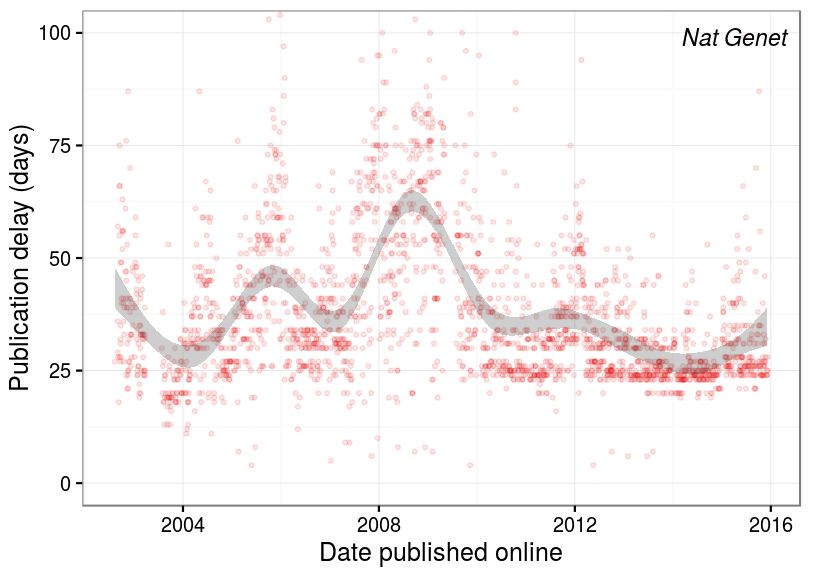 Nat Genet
Publication delay (days)
100
75
50
25
0
2004 2008 2012 2016
Date published online